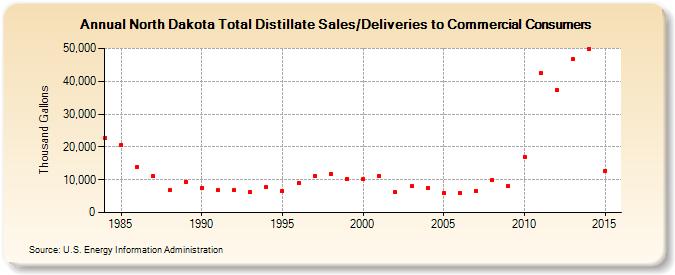 Annual North Dakota Total Distillate Sales/Deliveries to Commercial Consumers
Thousand Gallons
50,000
40,000
30,000
20,000
10,000
0
1985 1990 1995 2000 2005 2010 2015
Source: U.S. Energy Information Administration